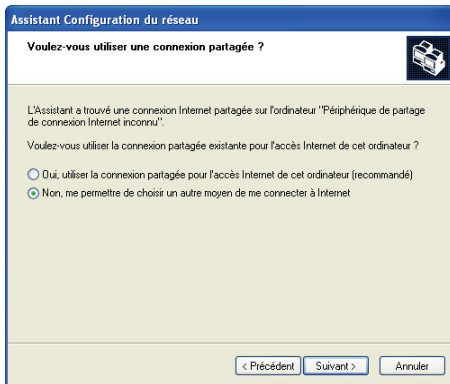 Assistant Configuration du réseau
Voulez-vous utiliser une connexion partagée ?
L'Assistant a trouvé une connexion Internet partagée sur l'ordinateur "Périphérique de partage
de connexion Internet inconnu".
Voulez-vous utiliser la connexion partagée existante pour l'accès Internet de cet ordinateur ?
Oui, utiliser la connexion partagée pour l'accès Internet de cet ordinateur (recommandé)
Non, me permettre de choisir un autre moyen de me connecter à Internet
< Précédent Suivant > Annuler